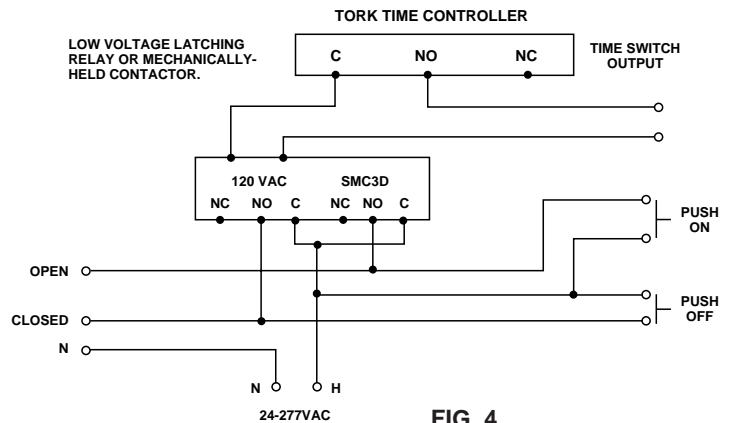 TORK TIME CONTROLLER
LOW VOLTAGE LATCHING
RELAY OR MECHANICALLY-
HELD CONTACTOR.
C NO NC
TIME SWITCH
OUTPUT
120 VAC SMC3D
NC NO C NC NO C
PUSH
ON
OPEN
PUSH
OFF
CLOSED
N
N H
24-277VAC
FIG. 4